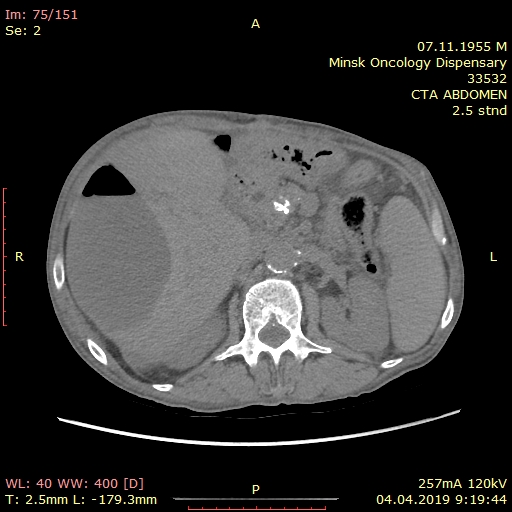 Im: 75/151
Se: 2
A
07.11.1955 M
Minsk Oncology Dispensary
33532
CTA ABDOMEN
2.5 stnd
R
L
WL: 40 WW: 400 [D]
T: 2.5mm L: -179.3mm
P
257mA 120kV
04.04.2019 9:19:44